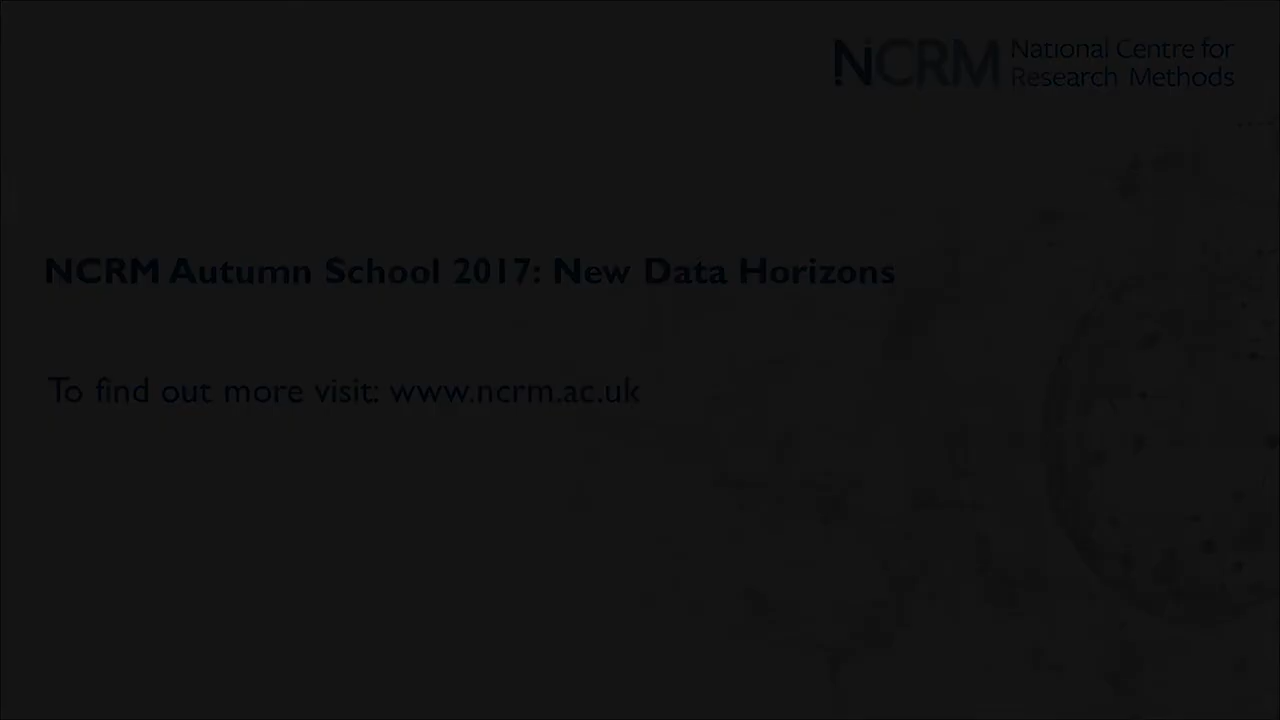 NCRM National Centre for
Research Methods
NCRM Autumn School 2017: New Data Horizons
To find out more visit: www.ncrm.ac.uk